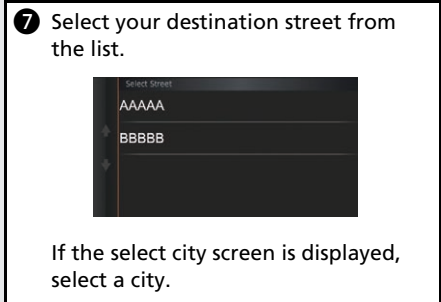 7 Select your destination street from
the list.
Select Street
AAAAA
BBBBB
If the select city screen is displayed,
select a city.